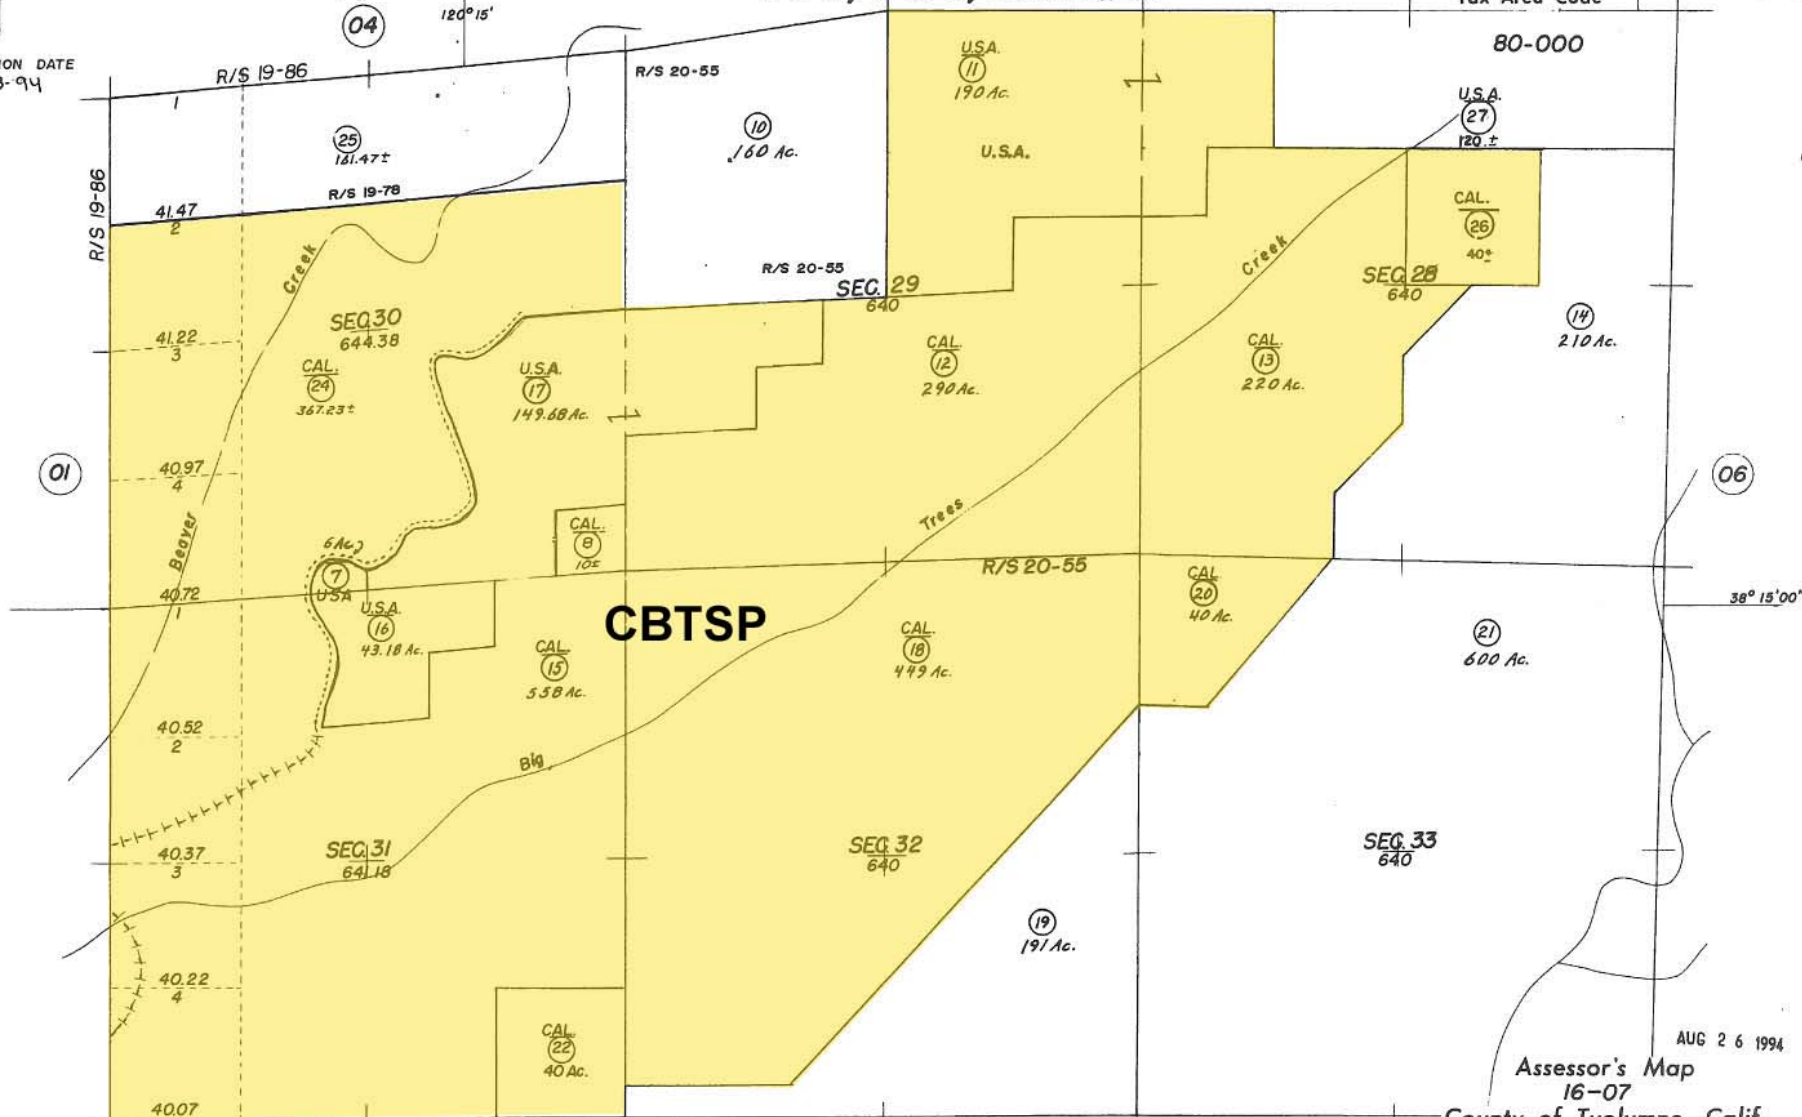 04
120°15'
80-000
ON DATE
-94
R/S 19-86
1
R/S 20-55
U.S.A.
11
190 Ac.
U.S.A.
27
120.±
25
161.47±
10
160 Ac.
U.S.A.
R/S 19-86
R/S 19-78
41.47
2
CAL.
26
40±
Creek
Creek
R/S 20-55
SEC. 29
640
SEC. 28
640
SEC. 30
644.38
14
210 Ac.
41.22
3
CAL.
24
367.23±
U.S.A.
17
149.68 Ac.
CAL.
12
290 Ac.
CAL.
13
220 Ac.
01
40.97
4
06
Beaver
Trees
CAL.
8
10±
6 Ac.
7
USA
R/S 20-55
CAL.
20
40 Ac.
40.72
1
U.S.A.
16
43.18 Ac.
CBTSP
38° 15'00"
CAL.
15
558 Ac.
CAL.
18
449 Ac.
21
600 Ac.
40.52
2
Big
40.37
3
SEC. 31
641.18
SEC. 32
640
SEC. 33
640
19
191 Ac.
40.22
4
CAL.
22
40 Ac.
AUG 26 1994
Assessor's Map
16-07
County of Tuolumne, Calif.
40.07